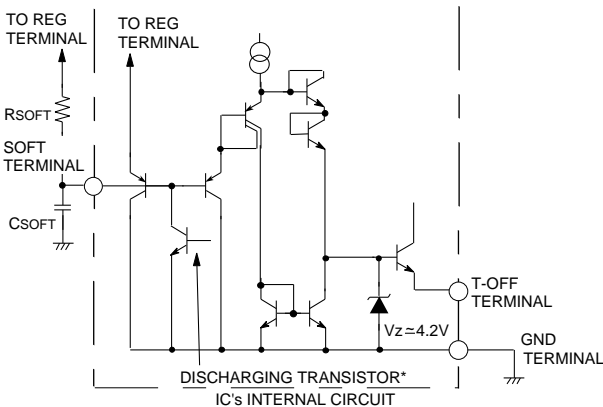 TO REG
TERMINAL
TO REG
TERMINAL
RSOFT
SOFT
TERMINAL
CSOFT
T-OFF
TERMINAL
VZ≃4.2V
GND
TERMINAL
DISCHARGING TRANSISTOR*
IC's INTERNAL CIRCUIT